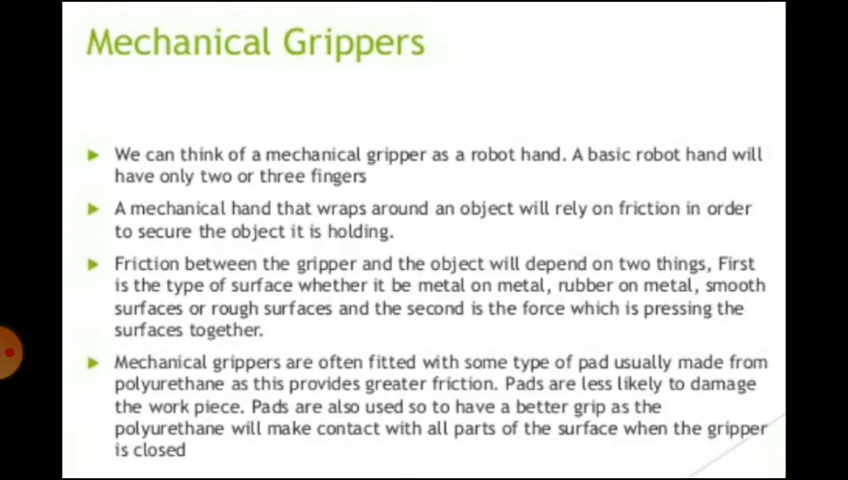 Mechanical Grippers
We can think of a mechanical gripper as a robot hand. A basic robot hand will
have only two or three fingers
A mechanical hand that wraps around an object will rely on friction in order
to secure the object it is holding.
Friction between the gripper and the object will depend on two things, First
is the type of surface whether it be metal on metal, rubber on metal, smooth
surfaces or rough surfaces and the second is the force which is pressing the
surfaces together.
Mechanical grippers are often fitted with some type of pad usually made from
polyurethane as this provides greater friction. Pads are less likely to damage
the work piece. Pads are also used so to have a better grip as the
polyurethane will make contact with all parts of the surface when the gripper
is closed